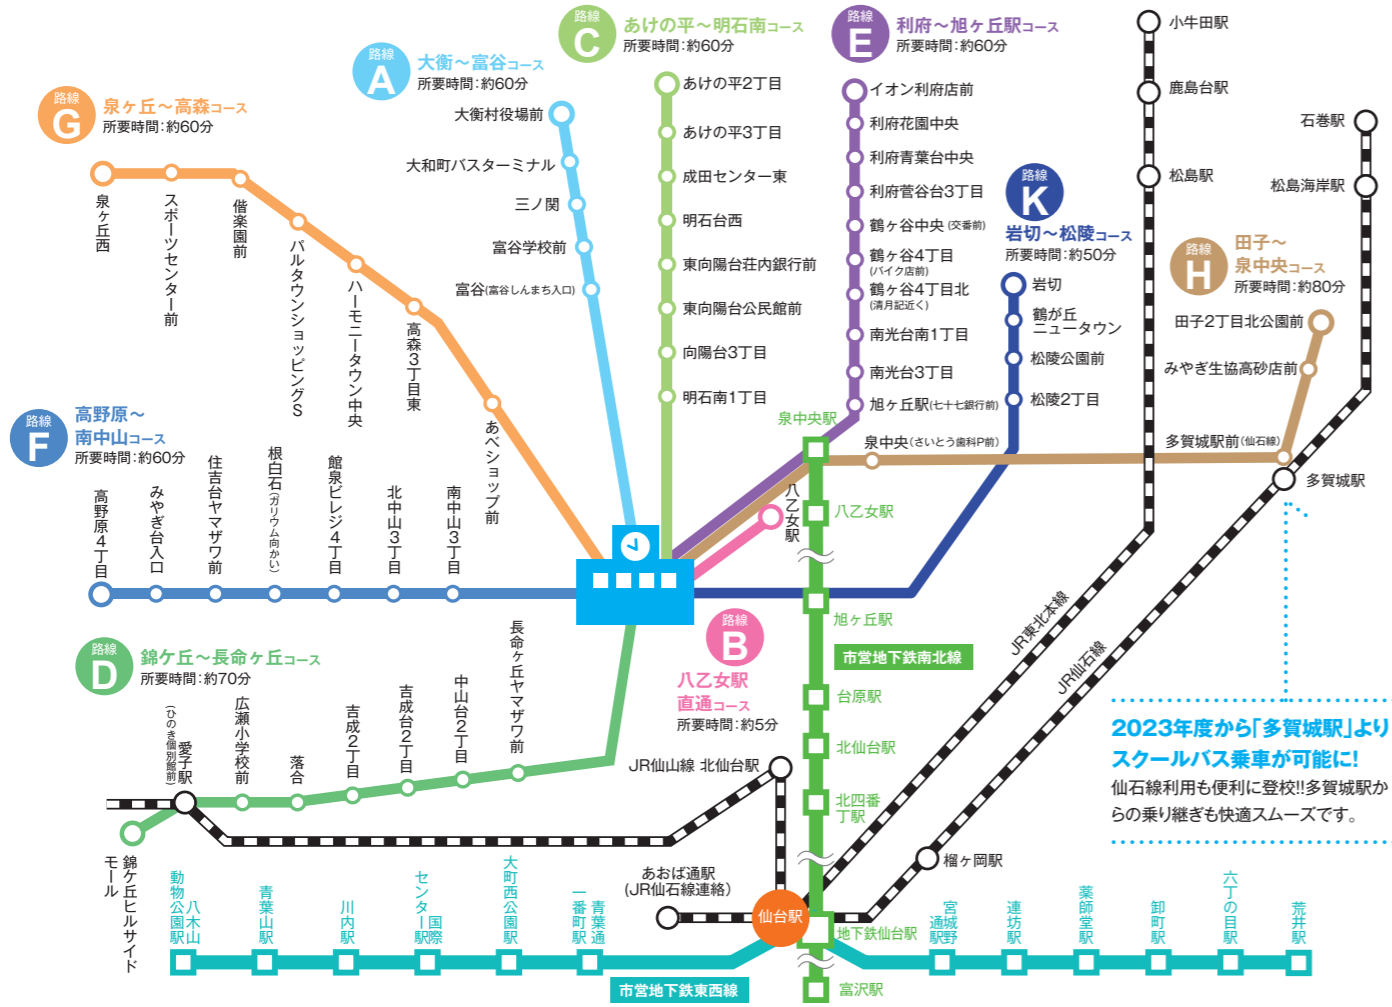 路線
G
泉ヶ丘〜高森コース
所要時間：約60分
泉ヶ丘西
スポーツセンター前
偕楽園前
パルタウンショッピングS
ハーモニータウン中央
高森3丁目東
あべショップ前
路線
A
大衡〜富谷コース
所要時間：約60分
大衡村役場前
大和町バスターミナル
三ノ関
富谷学校前
富谷(富谷しんまち入口)
路線
C
あけの平〜明石南コース
所要時間：約60分
あけの平2丁目
あけの平3丁目
成田センター東
明石台西
東向陽台荘内銀行前
東向陽台公民館前
向陽台3丁目
明石南1丁目
路線
E
利府〜旭ヶ丘駅コース
所要時間：約60分
イオン利府店前
利府花園中央
利府青葉台中央
利府菅谷台3丁目
鶴ヶ谷中央(交番前)
鶴ヶ谷4丁目
(バイク店前)
鶴ヶ谷4丁目北
(清月記近く)
南光台南1丁目
南光台3丁目
旭ヶ丘駅(七十七銀行前)
路線
K
岩切〜松陵コース
所要時間：約50分
岩切
鶴が丘
ニュータウン
松陵公園前
松陵2丁目
路線
H
田子〜
泉中央コース
所要時間：約80分
田子2丁目北公園前
みやぎ生協高砂店前
多賀城駅前(仙石線)
泉中央(さいとう歯科P前)
小牛田駅
鹿島台駅
松島駅
石巻駅
松島海岸駅
多賀城駅
路線
F
高野原〜
南中山コース
所要時間：約60分
高野原4丁目
みやぎ台入口
住吉台ヤマザワ前
根白石(ガリウム向かい)
館泉ビレジ4丁目
北中山3丁目
南中山3丁目
路線
D
錦ケ丘〜長命ヶ丘コース
所要時間：約70分
錦ケ丘ヒルサイド
モール
愛子駅
(ひのき個別館前)
広瀬小学校前
落合
吉成2丁目
吉成台2丁目
中山台2丁目
長命ヶ丘ヤマザワ前
路線
B
八乙女駅
直通コース
所要時間：約5分
八乙女駅
泉中央駅
八乙女駅
旭ヶ丘駅
市営地下鉄南北線
台原駅
北仙台駅
北四番
丁駅
地下鉄仙台駅
富沢駅
JR東北本線
JR仙石線
JR仙山線 北仙台駅
あおば通駅
(JR仙石線連絡)
仙台駅
榴ヶ岡駅
2023年度から「多賀城駅」より
スクールバス乗車が可能に!
仙石線利用も便利に登校!!多賀城駅か
らの乗り継ぎも快適スムーズです。
八木山
動物公園駅
青葉山駅
川内駅
国際
センター駅
大町西公園駅
青葉通
一番町駅
市営地下鉄東西線
宮城野
通駅
連坊駅
薬師堂駅
卸町駅
六丁の目駅
荒井駅